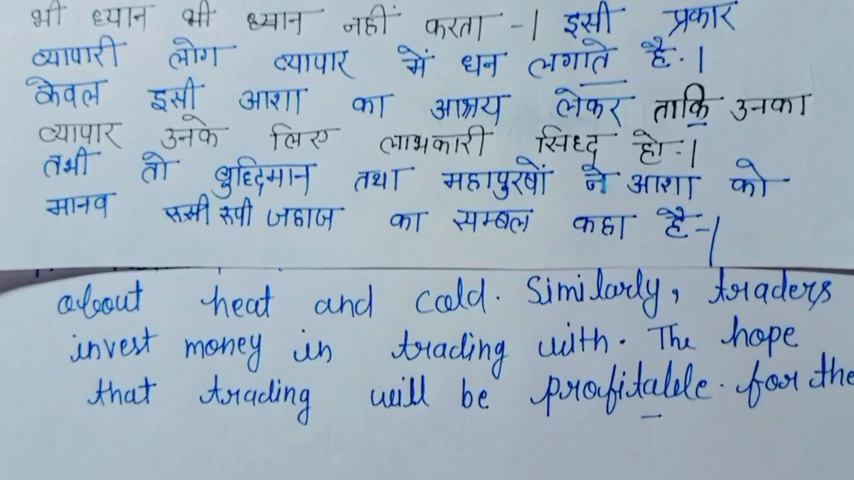 भी ध्यान भी ध्यान नहीं करता -। इसी प्रकार
व्यापारी लोग व्यापार में धन लगाते है.।
केवल इसी आशा का आश्रय लेकर ताकि उनका
व्यापार उनके लिए लाभकारी सिध्द हो.।
तभी तो बुध्दिमान तथा महापुरषों ने आशा को
मानव रूपी जहाज का सम्बल कहा है-।
about heat and cold. Similarly, traders
invest money in trading with. The hope
that trading will be profitable. for the